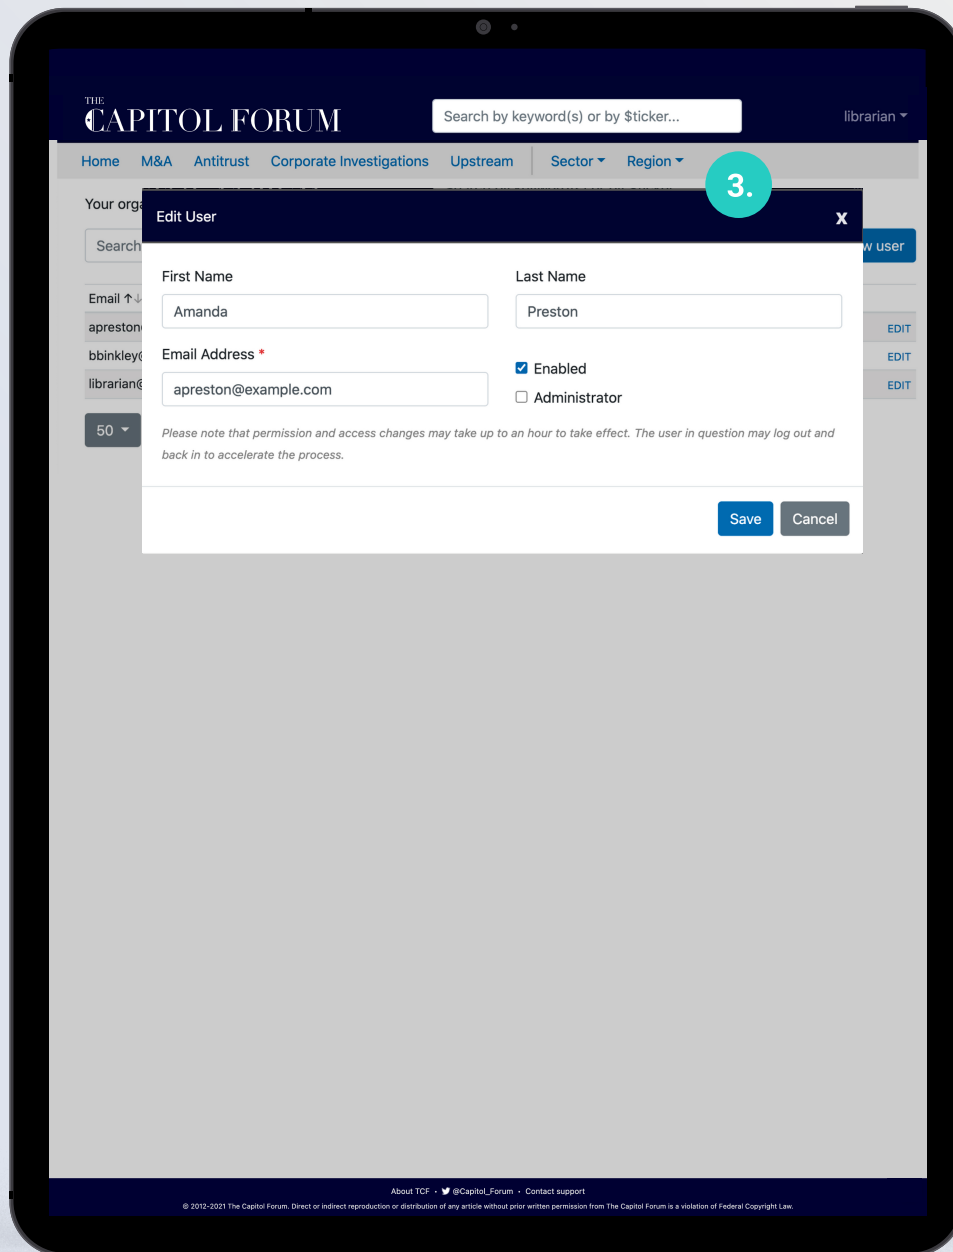 THE
CAPITOL FORUM
Search by keyword(s) or by $ticker...
librarian
Home M&A Antitrust Corporate Investigations Upstream Sector Region
3.
Your orga
Edit User
x
Search
w user
First Name Last Name
Amanda Preston
Email ↑↓
apreston
EDIT
Email Address *
Enabled
bbinkley@
EDIT
apreston@example.com
Administrator
librarian@
EDIT
50
Please note that permission and access changes may take up to an hour to take effect. The user in question may log out and
back in to accelerate the process.
Save Cancel
About TCF • @Capitol_Forum • Contact support
© 2012-2021 The Capitol Forum. Direct or indirect reproduction or distribution of any article without prior written permission from The Capitol Forum is a violation of Federal Copyright Law.